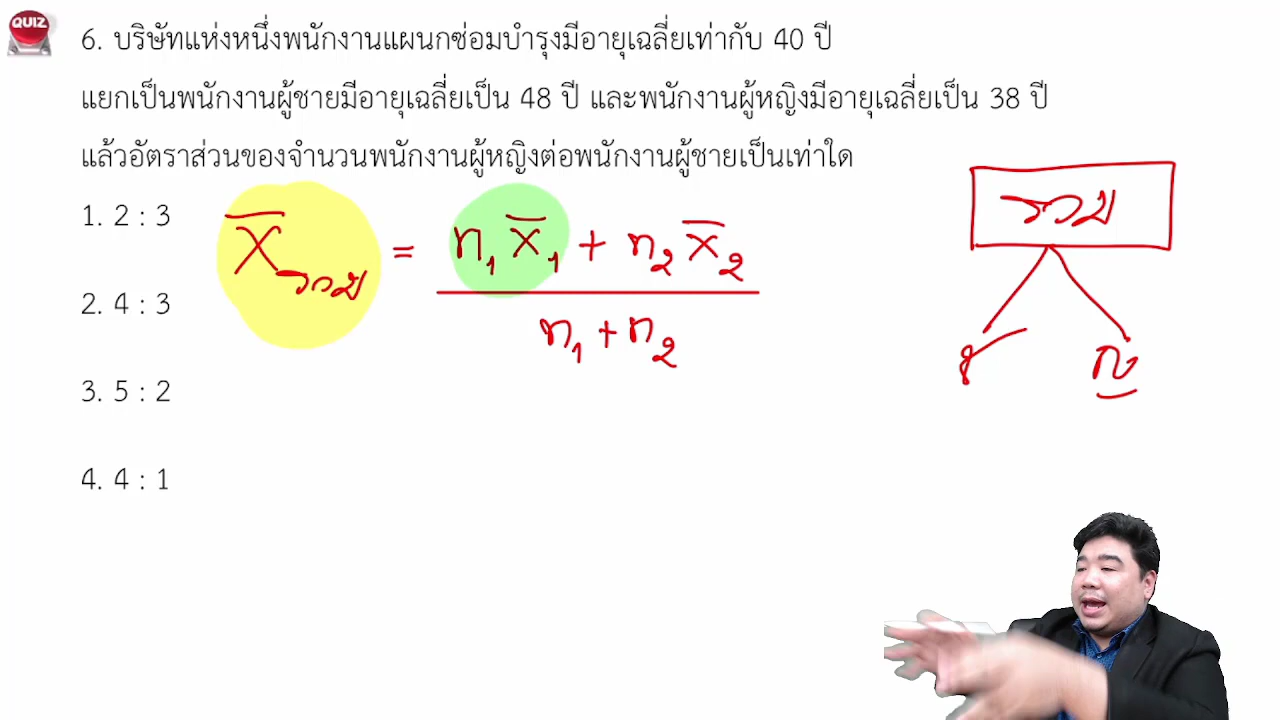 QUIZ
6. บริษัทแห่งหนึ่งพนักงานแผนกซ่อมบำรุงมีอายุเฉลี่ยเท่ากับ 40 ปี
แยกเป็นพนักงานผู้ชายมีอายุเฉลี่ยเป็น 48 ปี และพนักงานผู้หญิงมีอายุเฉลี่ยเป็น 38 ปี
แล้วอัตราส่วนของจำนวนพนักงานผู้หญิงต่อพนักงานผู้ชายเป็นเท่าใด
1. 2 : 3
2. 4 : 3
3. 5 : 2
4. 4 : 1
X̄รวม = n₁x̄₁ + n₂x̄₂
n₁ + n₂
รวม
ช ญ